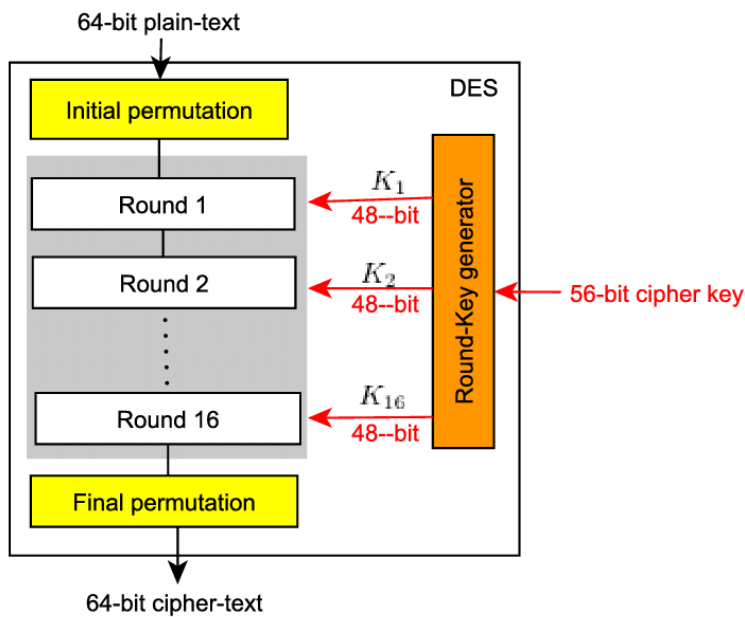 64-bit plain-text
DES
Initial permutation
Round 1
K1
48--bit
Round 2
K2
48--bit
Round-Key generator
56-bit cipher key
Round 16
K16
48--bit
Final permutation
64-bit cipher-text